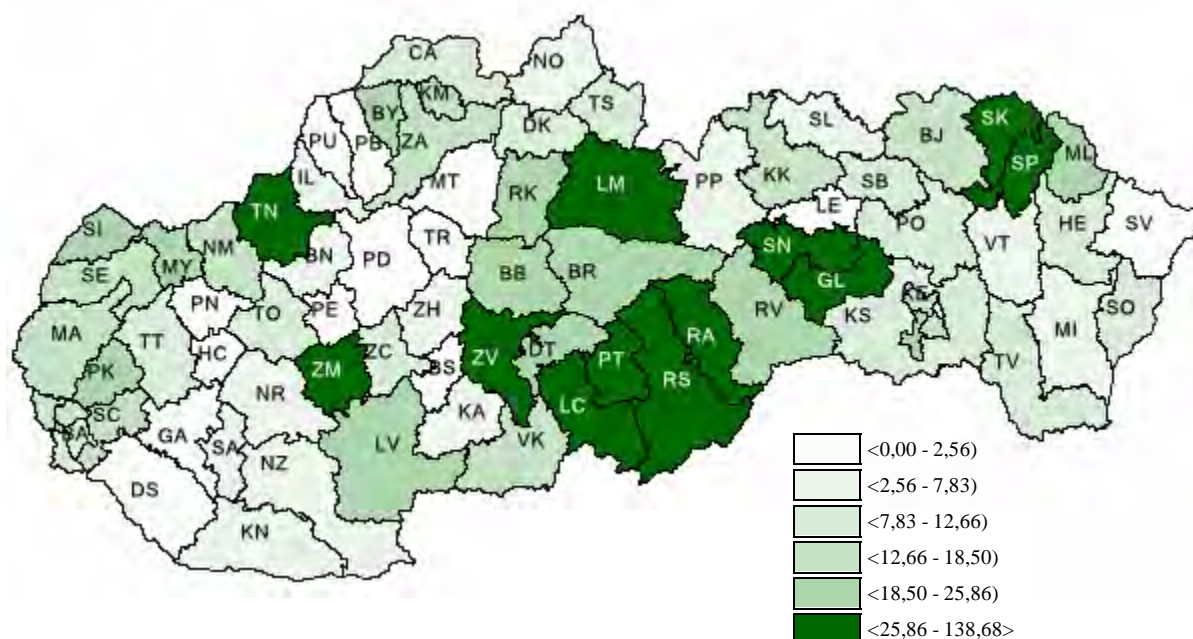 CA
NO
KM
BY
TS
PU
PB
ZA
DK
SL
BJ
SK
IL
MT
RK
LM
PP
KK
SB
SP
ML
TN
LE
SI
NM
BN
PD
TR
SN
PO
VT
HE
SV
SE
MY
BB
BR
PN
TO
PE
ZH
GL
RV
KS
KE
SO
MA
TT
HC
ZM
ZC
BS
ZV
DT
PT
RA
RS
MI
TV
PK
NR
KA
LC
SC
GA
SA
NZ
LV
VK
BA
DS
KN
<0,00 - 2,56)
<2,56 - 7,83)
<7,83 - 12,66)
<12,66 - 18,50)
<18,50 - 25,86)
<25,86 - 138,68>